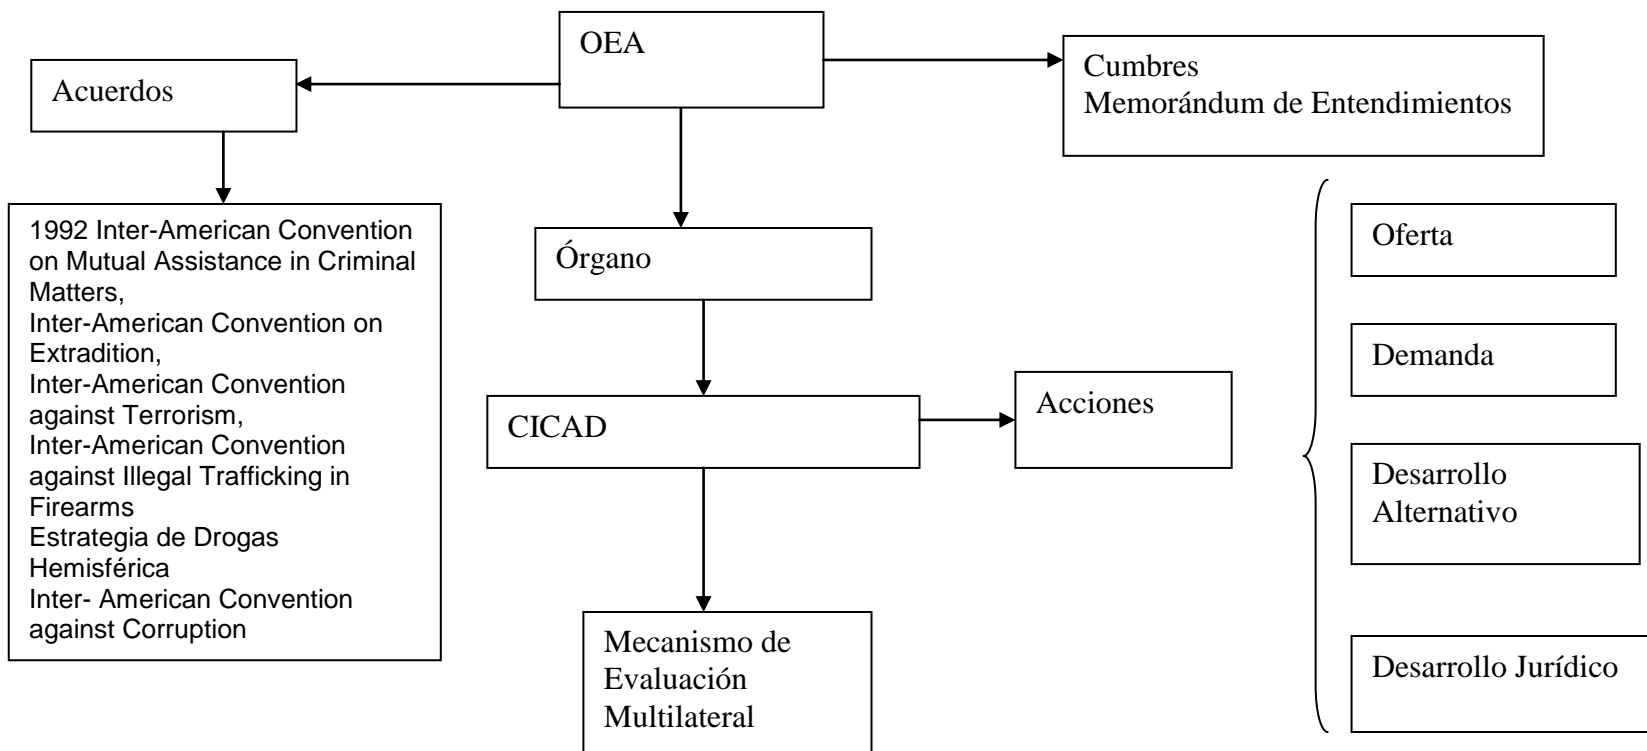 OEA
Acuerdos
Cumbres
Memorándum de Entendimientos
1992 Inter-American Convention
on Mutual Assistance in Criminal
Matters,
Inter-American Convention on
Extradition,
Inter-American Convention
against Terrorism,
Inter-American Convention
against Illegal Trafficking in
Firearms
Estrategia de Drogas
Hemisférica
Inter- American Convention
against Corruption
Órgano
CICAD
Acciones
Mecanismo de
Evaluación
Multilateral
Oferta
Demanda
Desarrollo
Alternativo
Desarrollo Jurídico